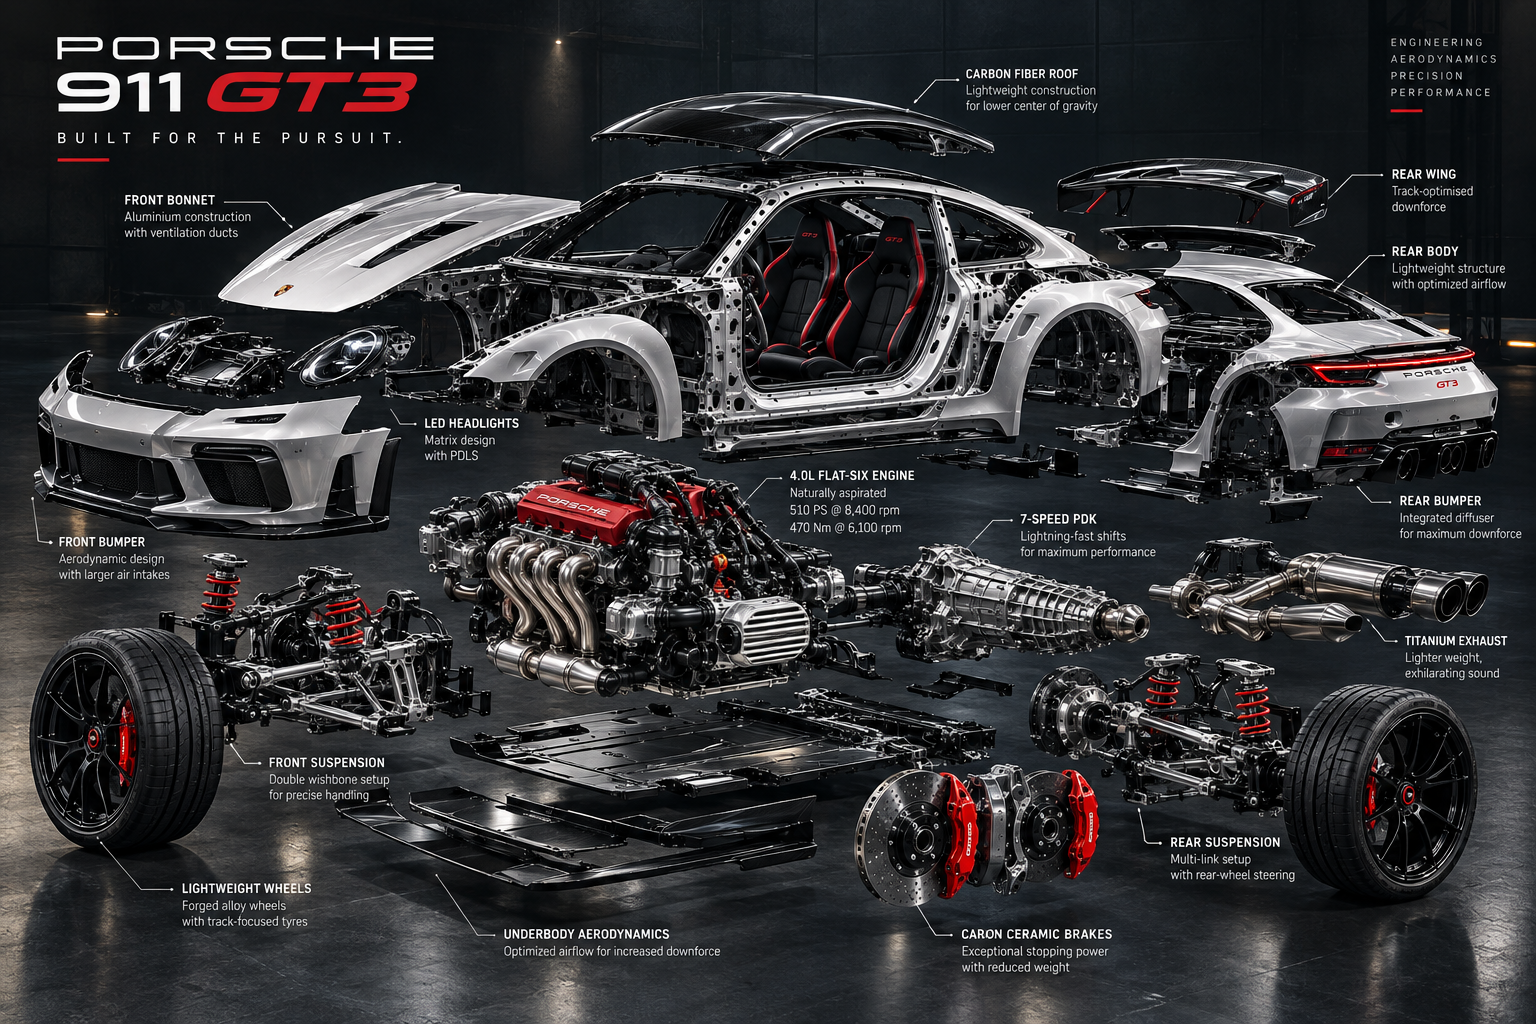 PORSCHE
911 GT3
BUILT FOR THE PURSUIT.
ENGINEERING
AERODYNAMICS
PRECISION
PERFORMANCE
CARBON FIBER ROOF
Lightweight construction
for lower center of gravity
REAR WING
Track-optimised
downforce
FRONT BONNET
Aluminium construction
with ventilation ducts
REAR BODY
Lightweight structure
with optimized airflow
GT3
GT3
PORSCHE
GT3
LED HEADLIGHTS
Matrix design
with PDLS
4.0L FLAT-SIX ENGINE
Naturally aspirated
510 PS @ 8,400 rpm
470 Nm @ 6,100 rpm
PORSCHE
REAR BUMPER
Integrated diffuser
for maximum downforce
7-SPEED PDK
Lightning-fast shifts
for maximum performance
FRONT BUMPER
Aerodynamic design
with larger air intakes
TITANIUM EXHAUST
Lighter weight,
exhilarating sound
FRONT SUSPENSION
Double wishbone setup
for precise handling
REAR SUSPENSION
Multi-link setup
with rear-wheel steering
LIGHTWEIGHT WHEELS
Forged alloy wheels
with track-focused tyres
UNDERBODY AERODYNAMICS
Optimized airflow for increased downforce
CARON CERAMIC BRAKES
Exceptional stopping power
with reduced weight